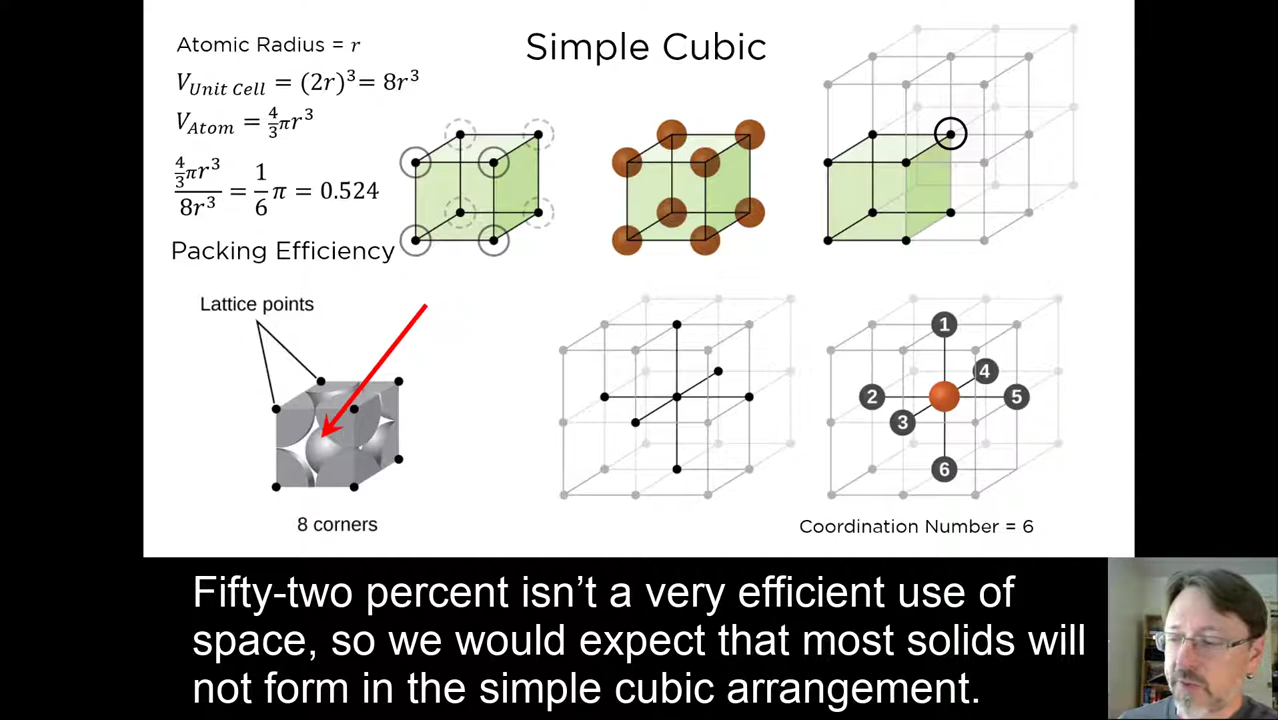 Simple Cubic
Atomic Radius = r
V_Unit Cell = (2r)³= 8r³
V_Atom = 4/3 πr³
(4/3 πr³)/(8r³) = 1/6 π = 0.524
Packing Efficiency
Lattice points
8 corners
1
4
2
5
3
6
Coordination Number = 6
Fifty-two percent isn’t a very efficient use of
space, so we would expect that most solids will
not form in the simple cubic arrangement.